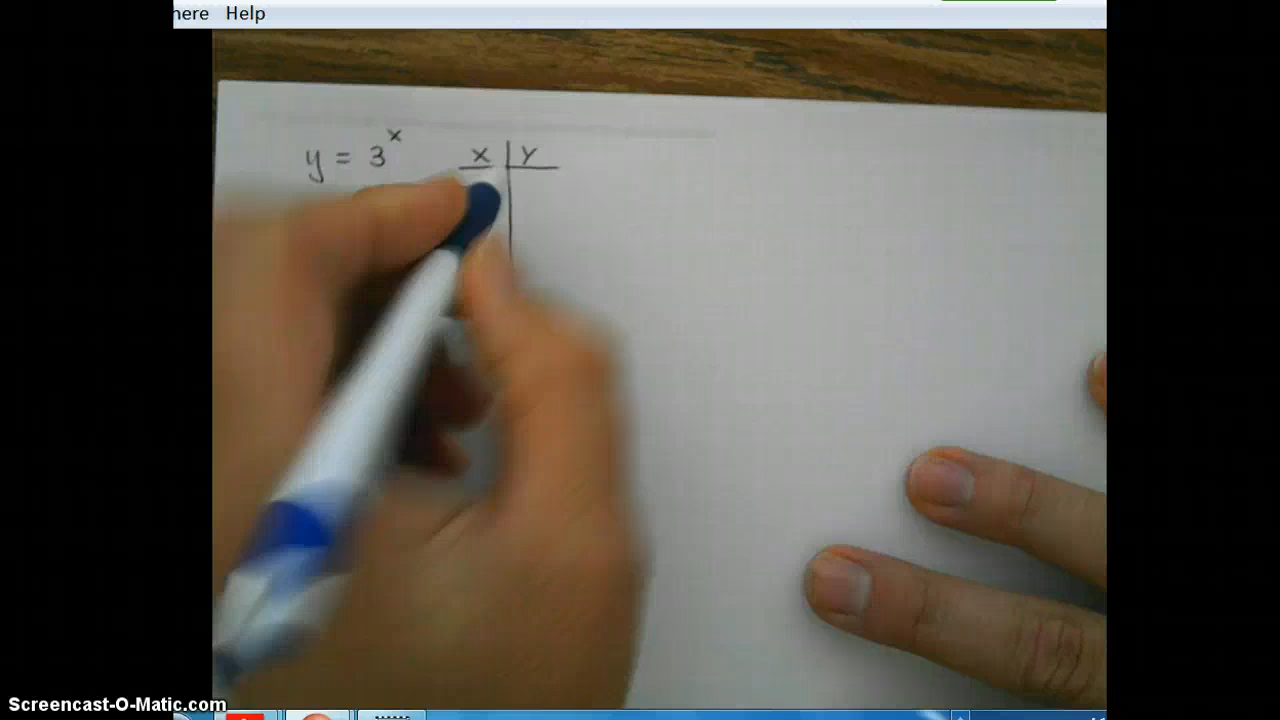 here Help
y = 3^x
x | y
Screencast-O-Matic.com